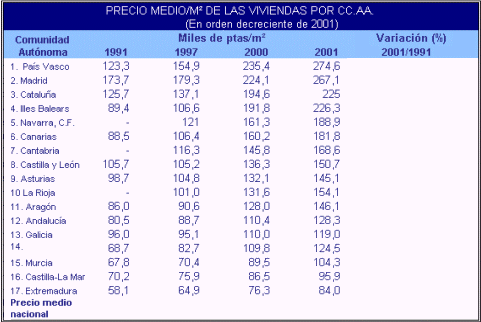 PRECIO MEDIO/M² DE LAS VIVIENDAS POR CC.AA.
(En orden decreciente de 2001)
Comunidad Autónoma Miles de ptas/m² Variación (%)
1991 1997 2000 2001 2001/1991
1. País Vasco 123,3 154,9 235,4 274,6
2. Madrid 173,7 179,3 224,1 267,1
3. Cataluña 125,7 137,1 194,6 225
4. Illes Balears 89,4 106,6 191,8 226,3
5. Navarra, C.F. - 121 161,3 188,9
6. Canarias 88,5 106,4 160,2 181,8
7. Cantabria - 116,3 145,8 168,6
8. Castilla y León 105,7 105,2 136,3 150,7
9. Asturias 98,7 104,8 132,1 145,1
10 La Rioja - 101,0 131,6 154,1
11. Aragón 86,0 90,6 128,0 146,1
12. Andalucía 80,5 88,7 110,4 128,3
13. Galicia 96,0 95,1 110,0 119,0
14. 68,7 82,7 109,8 124,5
15. Murcia 67,8 70,4 89,5 104,3
16. Castilla-La Mar 70,2 75,9 86,5 95,9
17. Extremadura 58,1 64,9 76,3 84,0
Precio medio
nacional